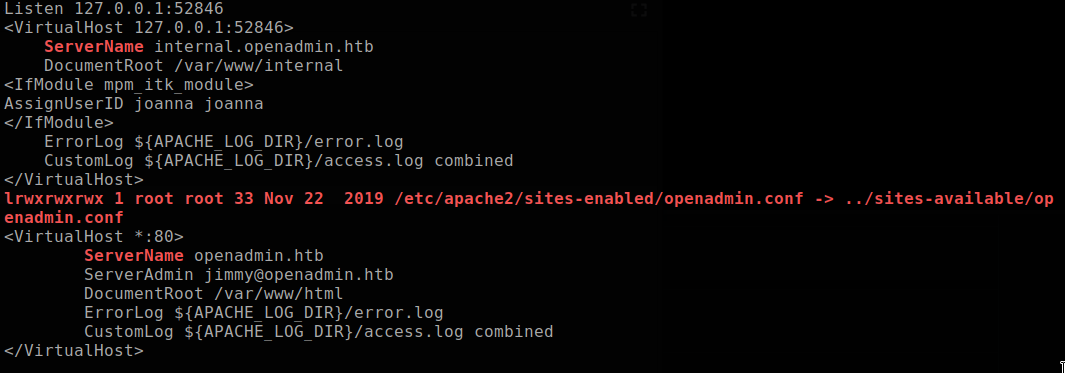 Listen 127.0.0.1:52846
<VirtualHost 127.0.0.1:52846>
    ServerName internal.openadmin.htb
    DocumentRoot /var/www/internal
<IfModule mpm_itk_module>
AssignUserID joanna joanna
</IfModule>
    ErrorLog ${APACHE_LOG_DIR}/error.log
    CustomLog ${APACHE_LOG_DIR}/access.log combined
</VirtualHost>
lrwxrwxrwx 1 root root 33 Nov 22  2019 /etc/apache2/sites-enabled/openadmin.conf -> ../sites-available/op
enadmin.conf
<VirtualHost *:80>
        ServerName openadmin.htb
        ServerAdmin jimmy@openadmin.htb
        DocumentRoot /var/www/html
        ErrorLog ${APACHE_LOG_DIR}/error.log
        CustomLog ${APACHE_LOG_DIR}/access.log combined
</VirtualHost>